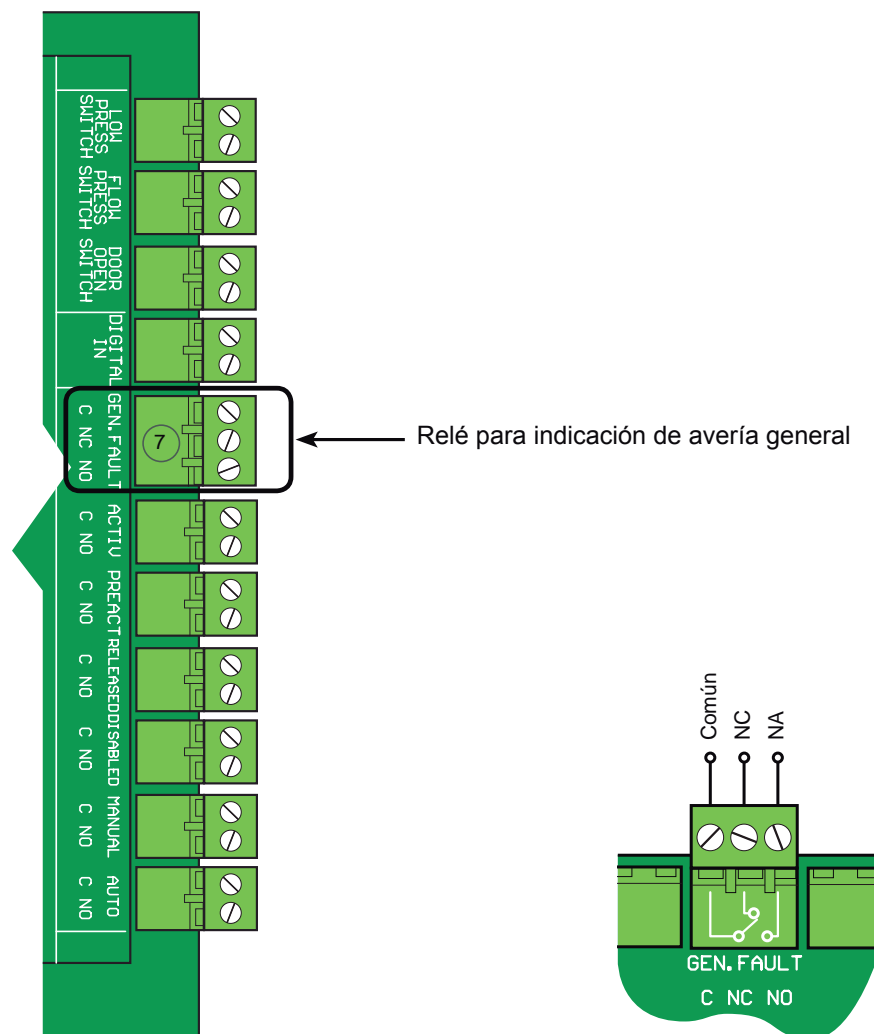 LOW
PRESS
SWITCH
FLOW
PRESS
SWITCH
DOOR
OPEN
SWITCH
DIGITAL
IN
GEN.FAULT
C NC NO
7
Relé para indicación de avería general
ACTIV
C NO
PREACT
C NO
RELEASED
C NO
DISABLED
C NO
MANUAL
C NO
AUTO
C NO
Común
NC
NA
GEN.FAULT
C NC NO